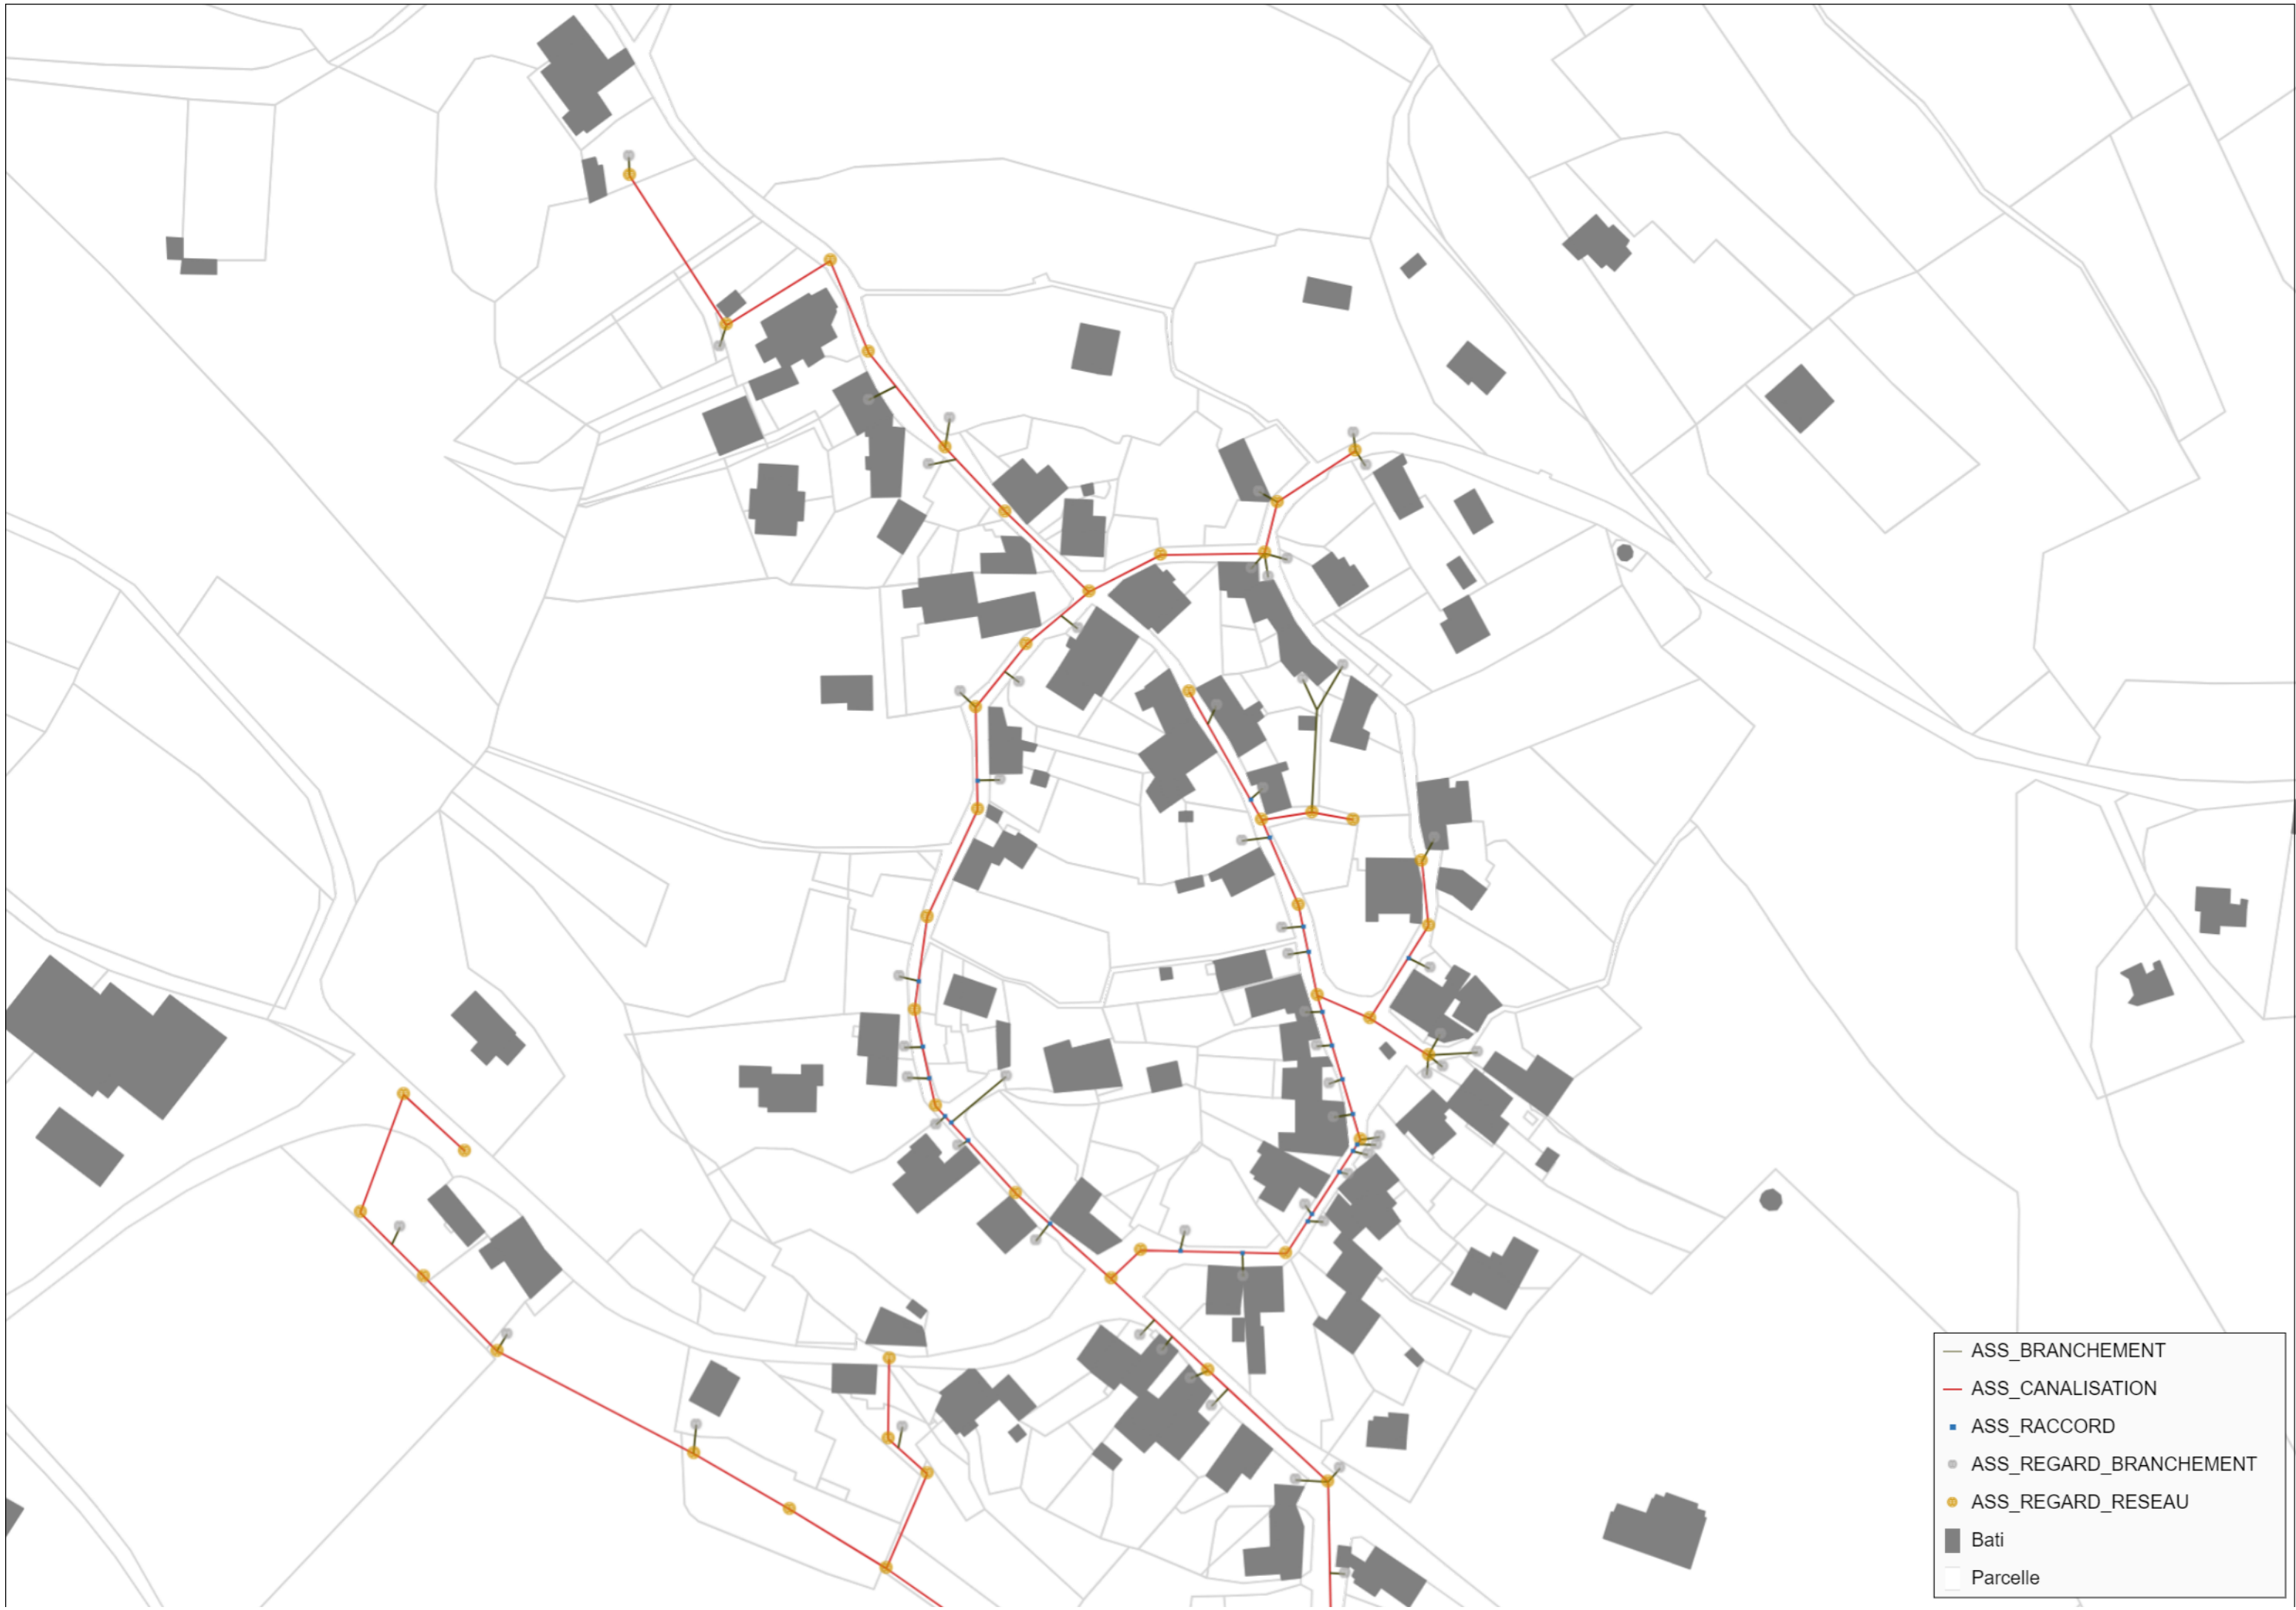 ASS_BRANCHEMENT
ASS_CANALISATION
ASS_RACCORD
ASS_REGARD_BRANCHEMENT
ASS_REGARD_RESEAU
Bati
Parcelle